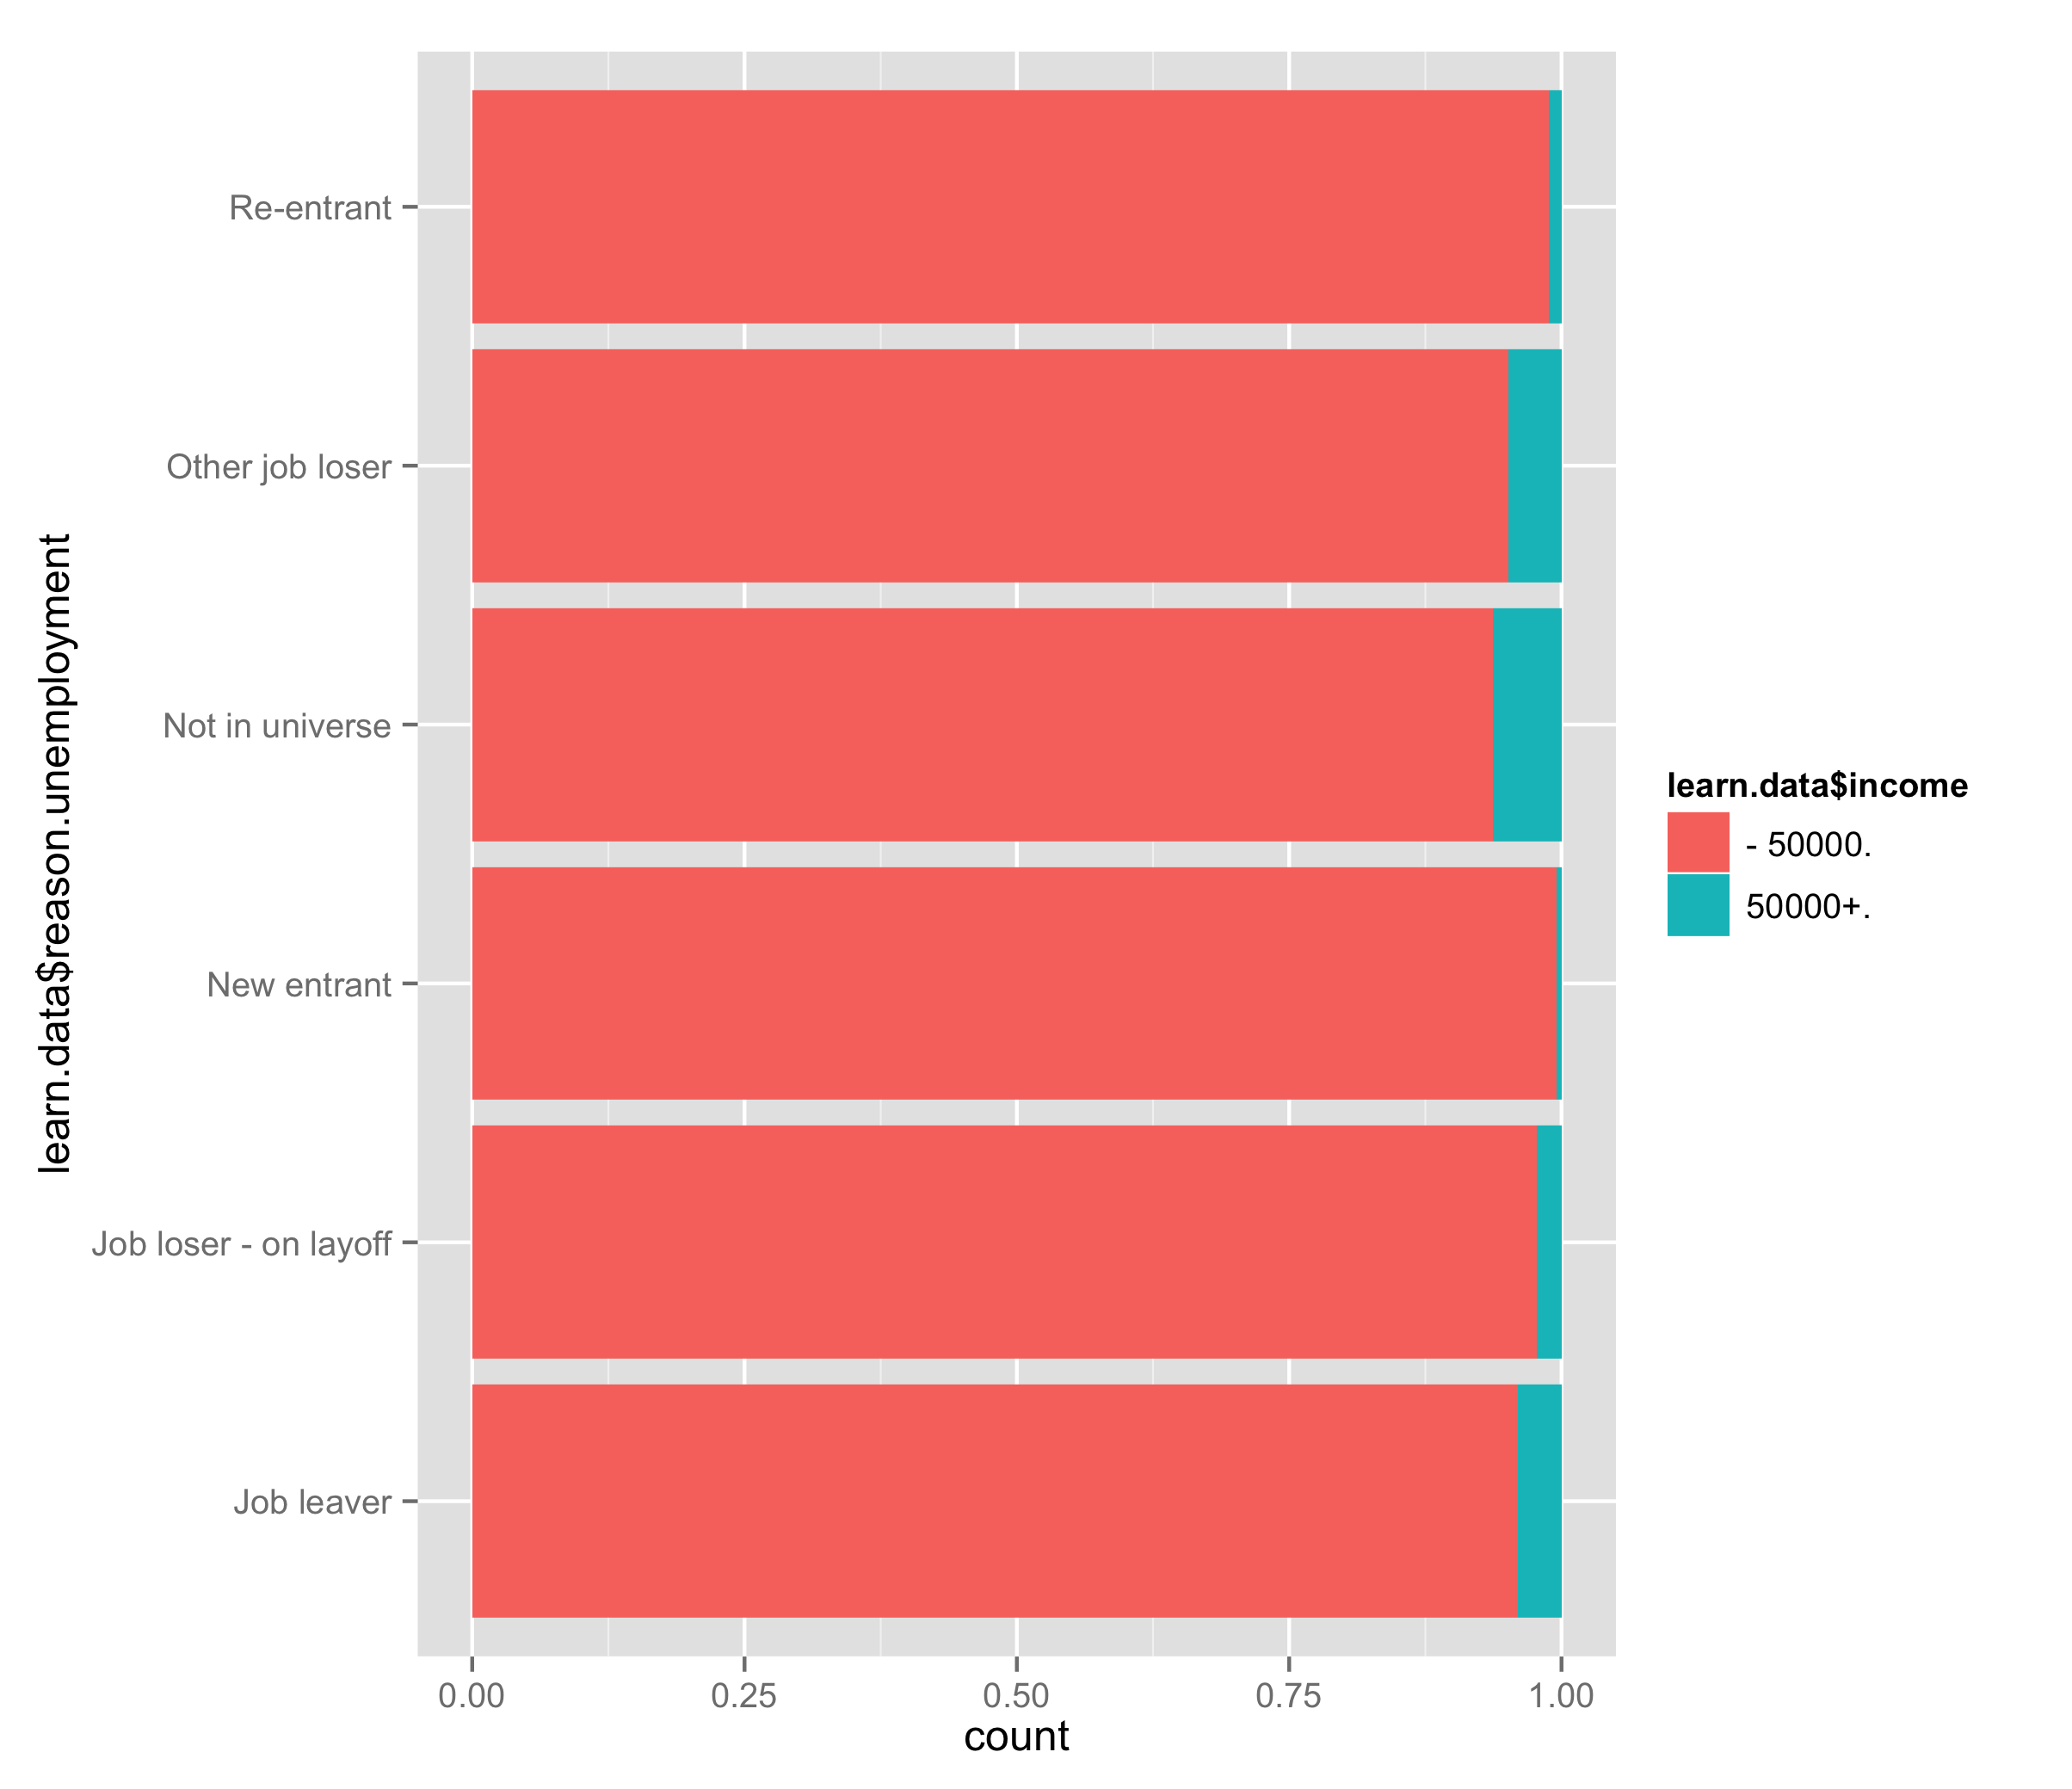 learn.data$reason.unemployment
Re-entrant
Other job loser
Not in universe
New entrant
Job loser - on layoff
Job leaver
0.00
0.25
0.50
0.75
1.00
count
learn.data$income
- 50000.
50000+.